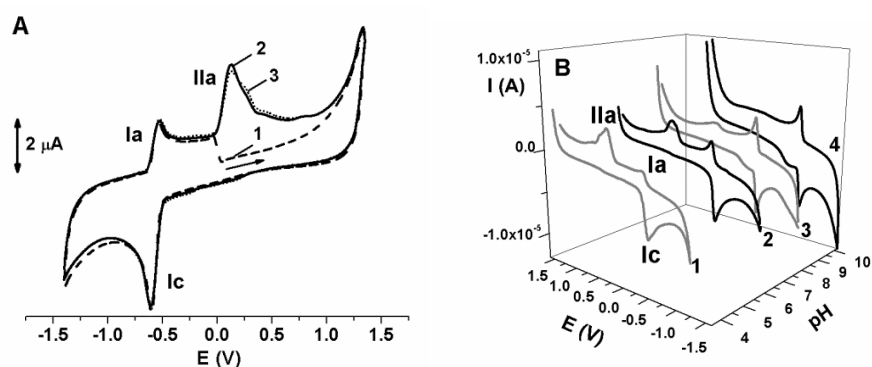 A
IIa
2
3
Ia
1
2 µA
Ic
-1.5 -1.0 -0.5 0.0 0.5 1.0 1.5
E (V)
B
1.0x10⁻⁵
I (A)
IIa
0.0
Ia
4
-1.0x10⁻⁵
Ic
1
2
3
1.5 1.0 0.5 0.0 -0.5 -1.0 -1.5
E (V)
4 5 6 7 8 9 10
pH